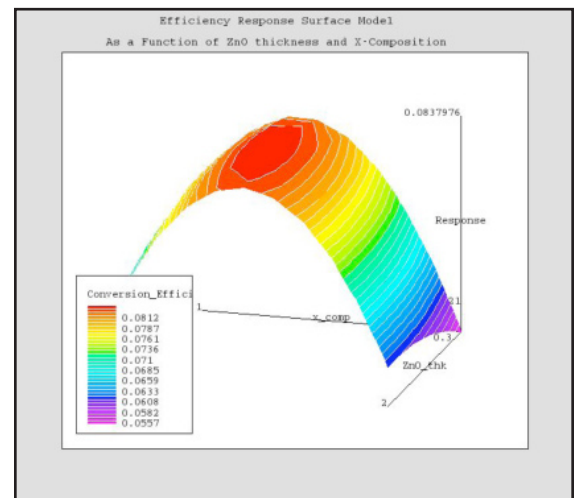 Efficiency Response Surface Model
As a Function of ZnO thickness and X-Composition
0.0837976
Response
Conversion_Effici
0.0812
0.0787
0.0761
0.0736
0.071
0.0685
0.0659
0.0633
0.0608
0.0582
0.0557
1
x_comp
21
0.3
ZnO_thk
2